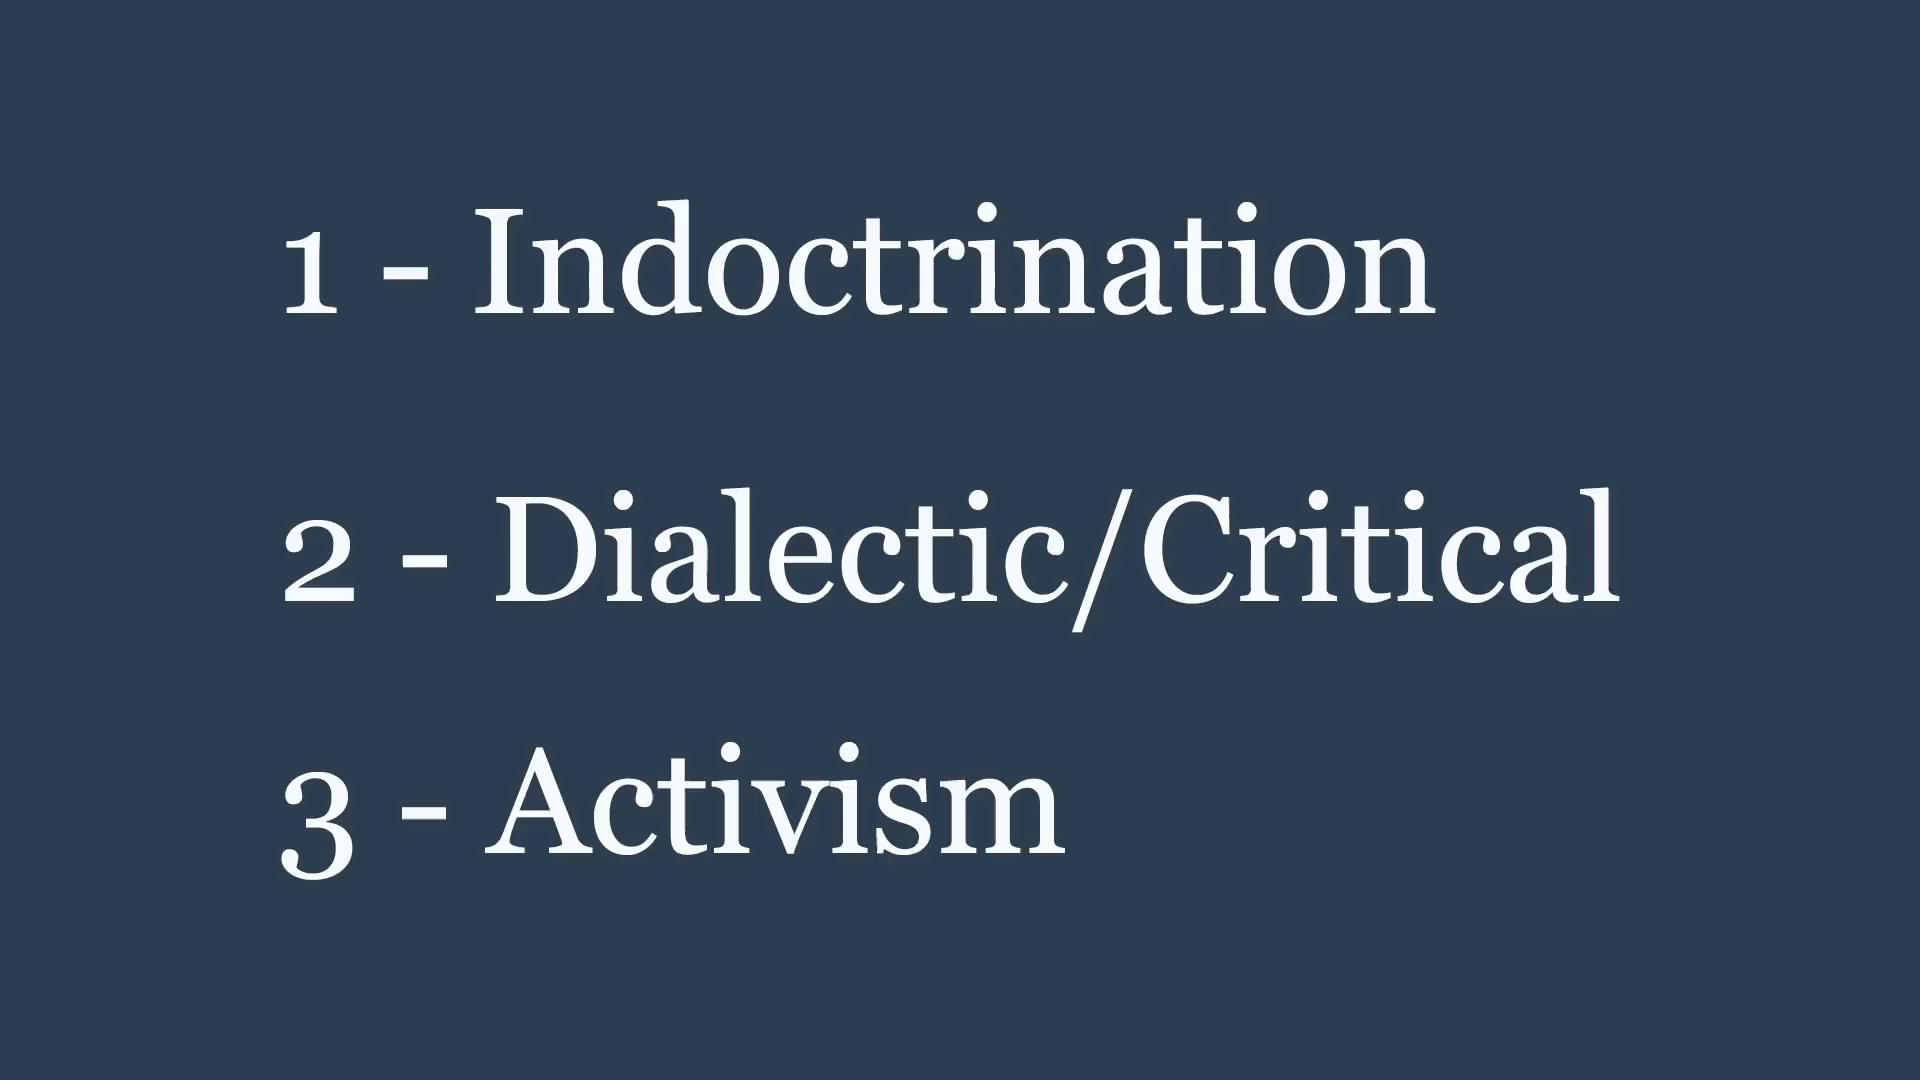 1 - Indoctrination
2 - Dialectic/Critical
3 - Activism